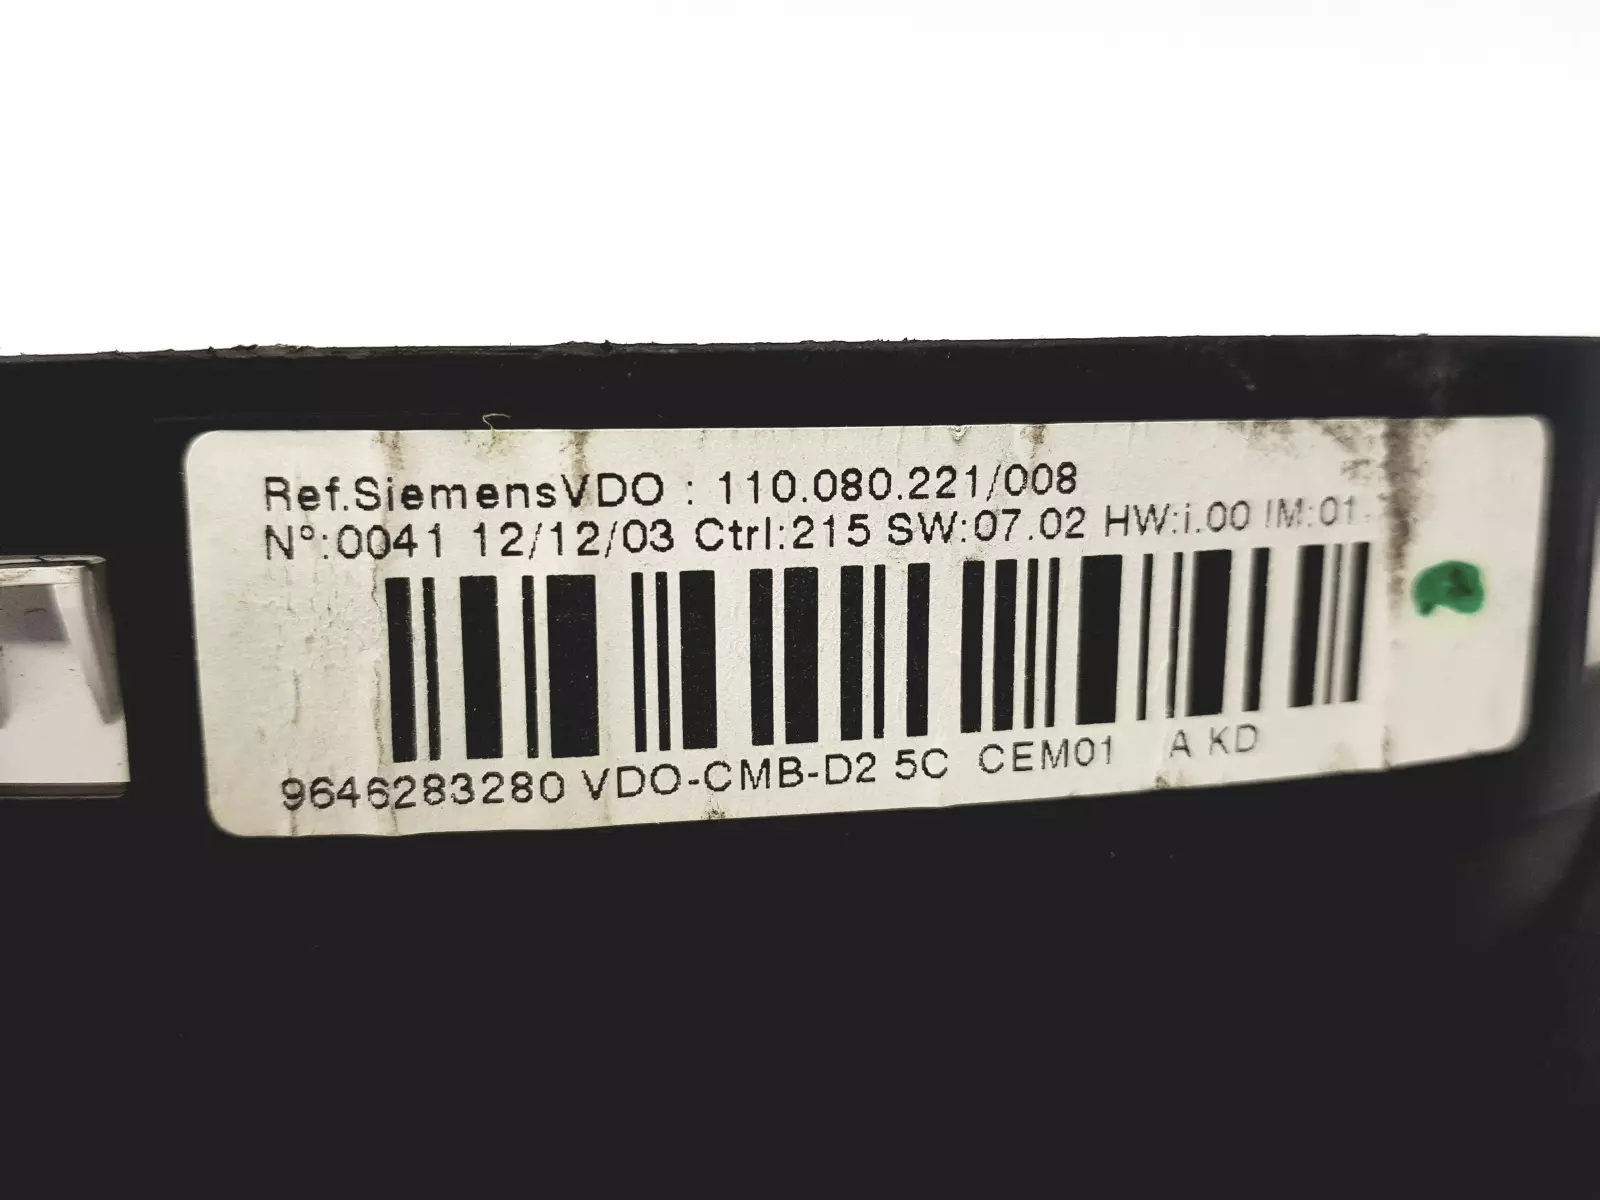 Ref.SiemensVDO : 110.080.221/008
N°:0041 12/12/03 Ctrl:215 SW:07.02 HW:i.00 IM:01
9646283280 VDO-CMB-D2 5C CEM01 A KD